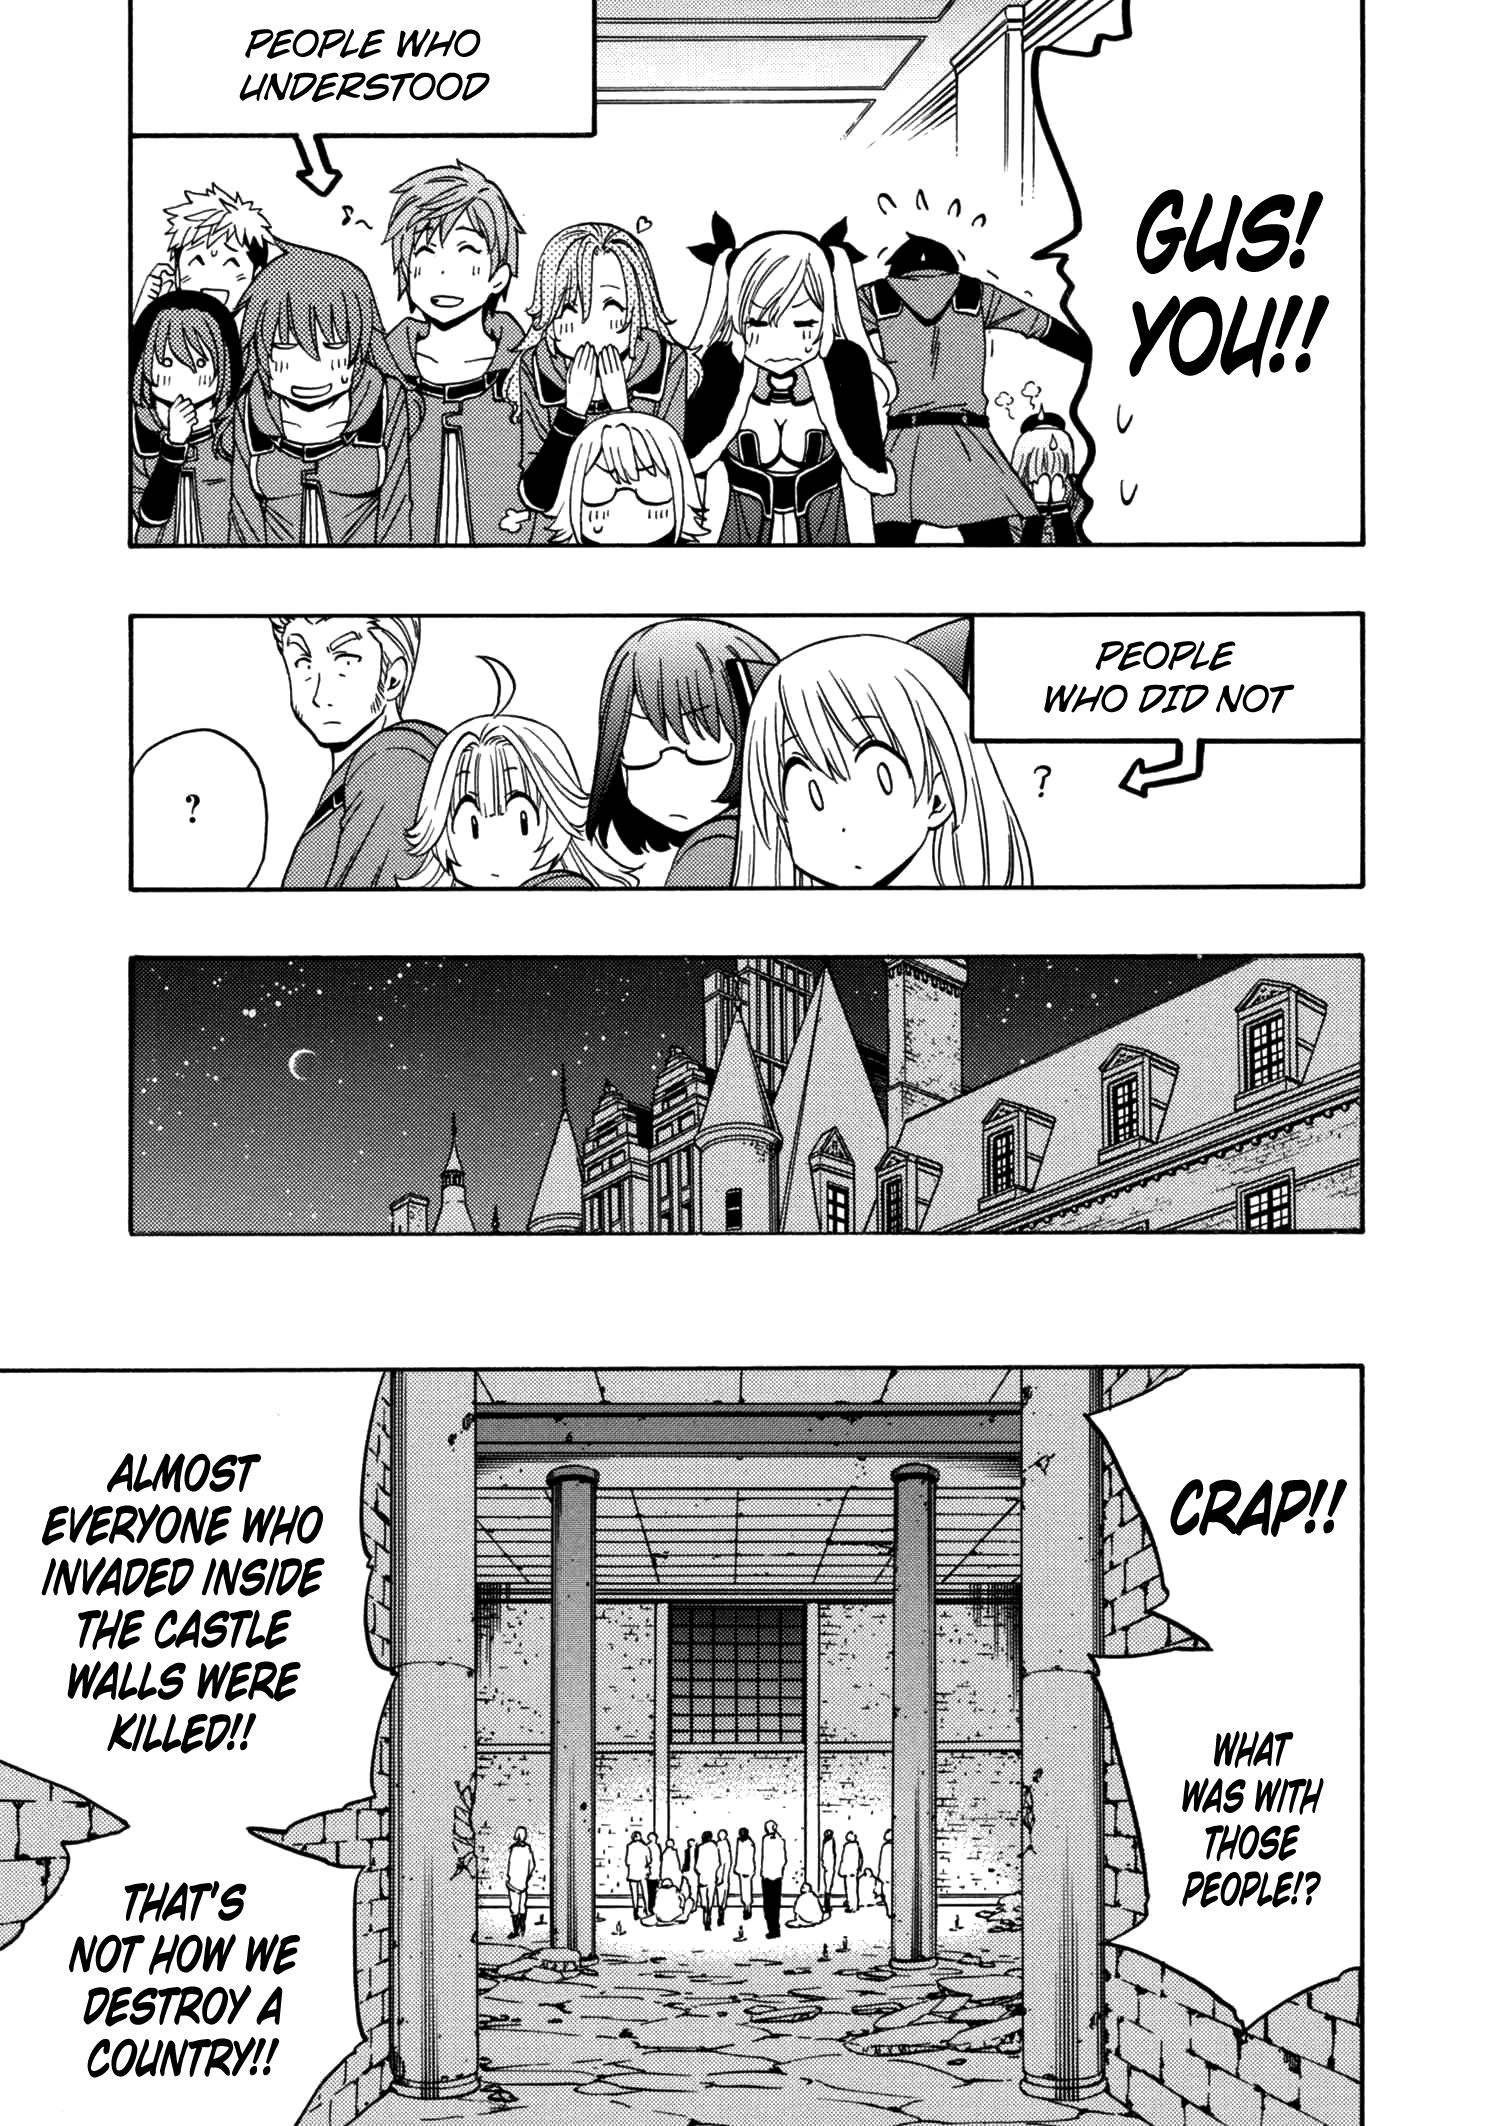 GUS!
YOU!!
PEOPLE WHO
UNDERSTOOD
PEOPLE
WHO DID NOT
?
?
CRAP!!
WHAT
WAS WITH
THOSE
PEOPLE!?
ALMOST
EVERYONE WHO
INVADED INSIDE
THE CASTLE
WALLS WERE
KILLED!!
THAT'S
NOT HOW WE
DESTROY A
COUNTRY!!